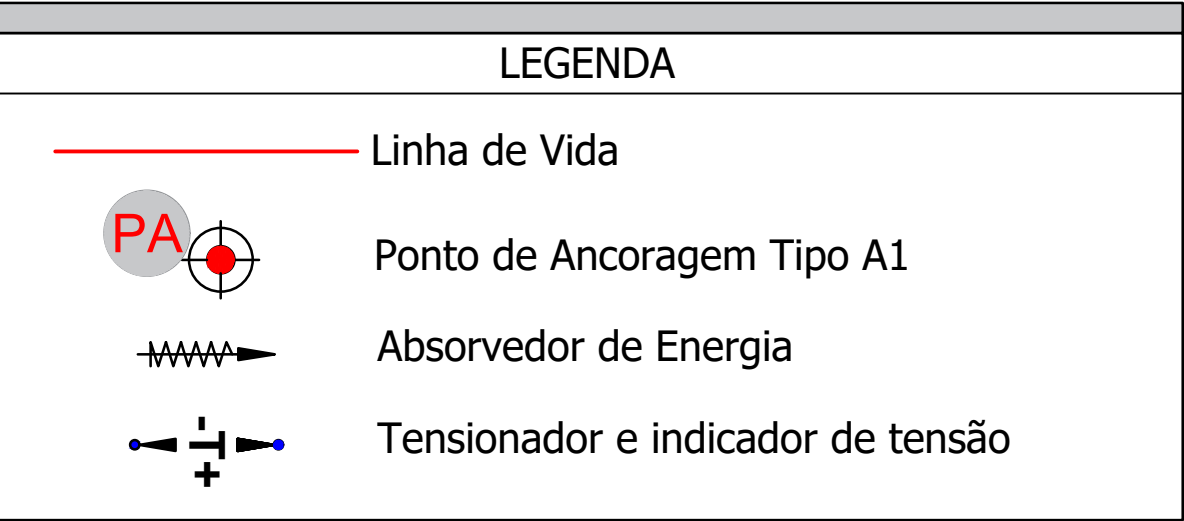 LEGENDA
Linha de Vida
PA
Ponto de Ancoragem Tipo A1
Absorvedor de Energia
Tensionador e indicador de tensão